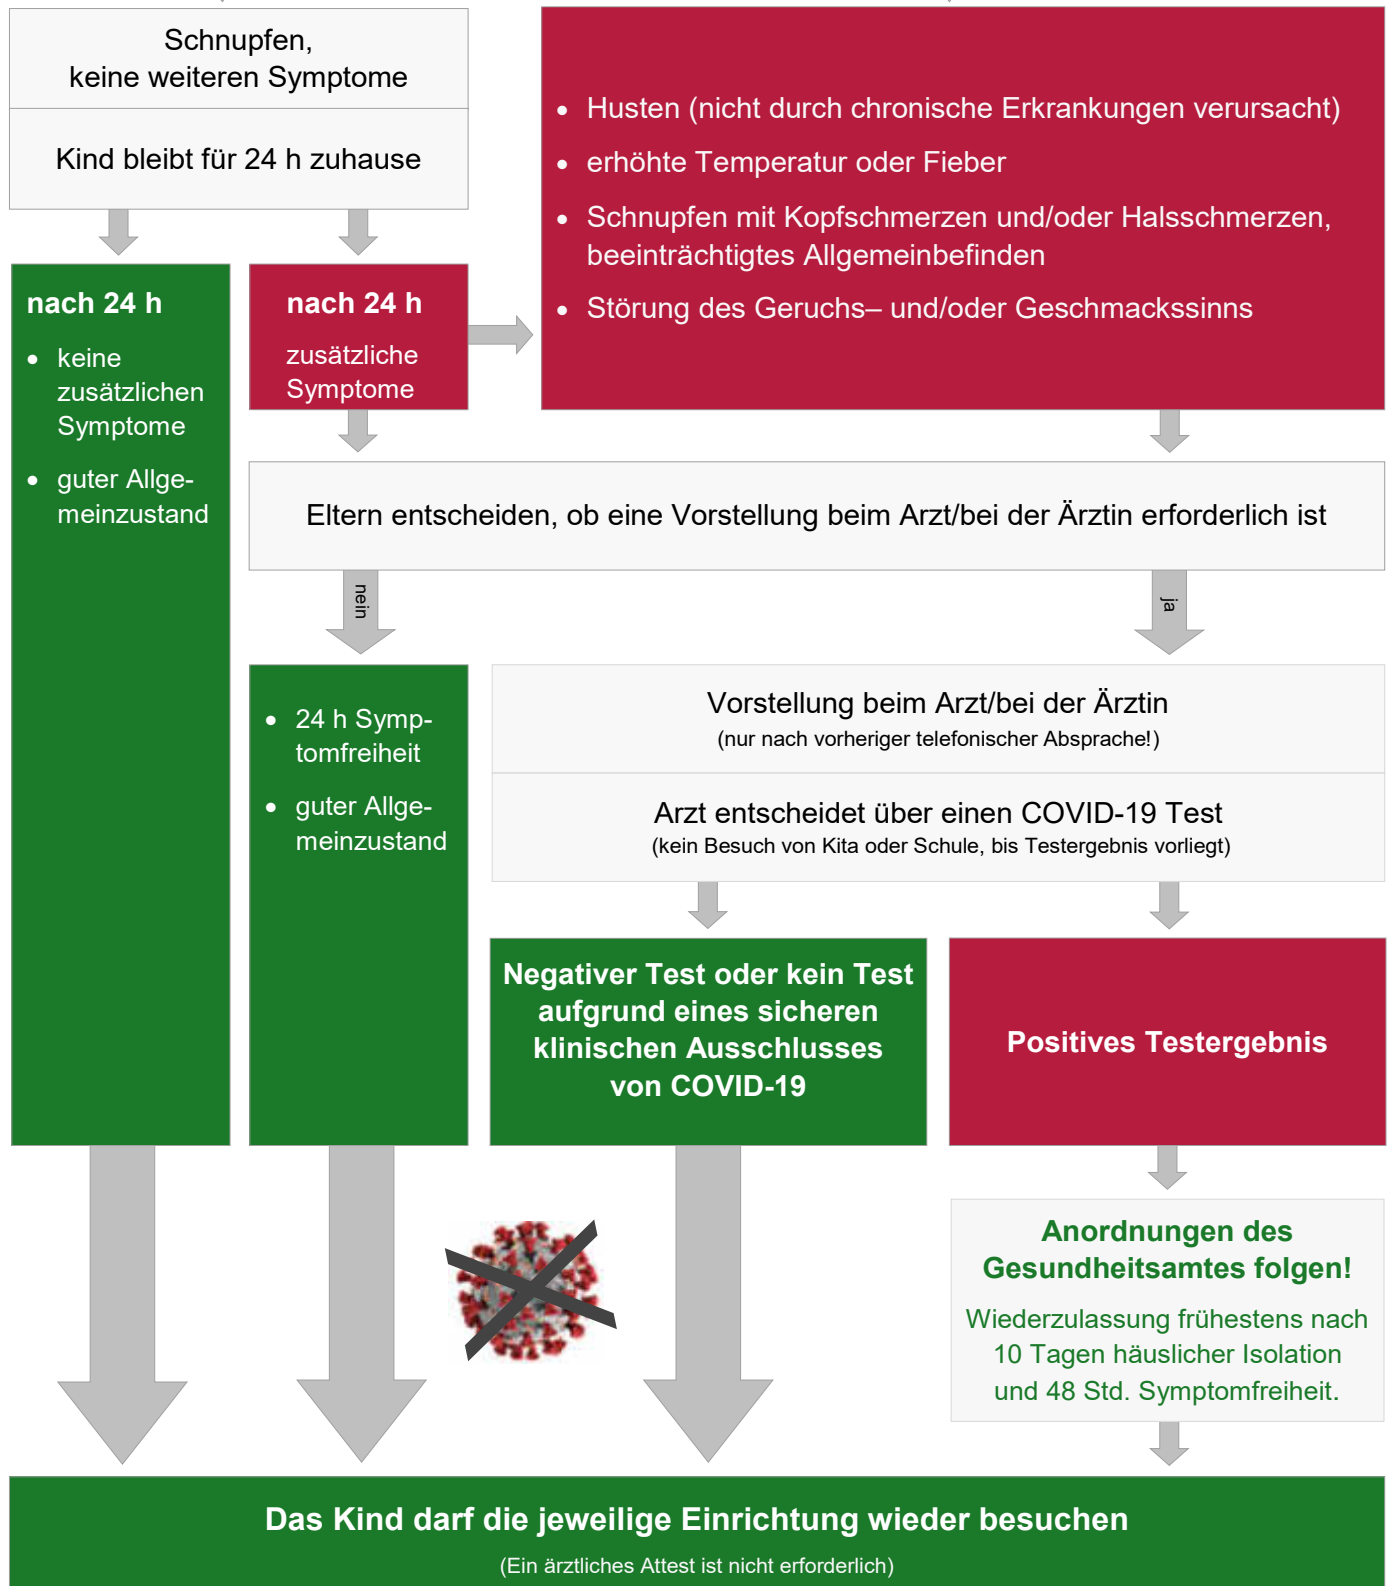 Schnupfen,
keine weiteren Symptome
Kind bleibt für 24 h zuhause
• Husten (nicht durch chronische Erkrankungen verursacht)
• erhöhte Temperatur oder Fieber
• Schnupfen mit Kopfschmerzen und/oder Halsschmerzen,
beeinträchtigtes Allgemeinbefinden
• Störung des Geruchs– und/oder Geschmackssinns
nach 24 h
• keine
zusätzlichen
Symptome
• guter Allge-
meinzustand
nach 24 h
zusätzliche
Symptome
Eltern entscheiden, ob eine Vorstellung beim Arzt/bei der Ärztin erforderlich ist
nein
ja
• 24 h Symp-
tomfreiheit
• guter Allge-
meinzustand
Vorstellung beim Arzt/bei der Ärztin
(nur nach vorheriger telefonischer Absprache!)
Arzt entscheidet über einen COVID-19 Test
(kein Besuch von Kita oder Schule, bis Testergebnis vorliegt)
Negativer Test oder kein Test
aufgrund eines sicheren
klinischen Ausschlusses
von COVID-19
Positives Testergebnis
Anordnungen des
Gesundheitsamtes folgen!
Wiederzulassung frühestens nach
10 Tagen häuslicher Isolation
und 48 Std. Symptomfreiheit.
Das Kind darf die jeweilige Einrichtung wieder besuchen
(Ein ärztliches Attest ist nicht erforderlich)